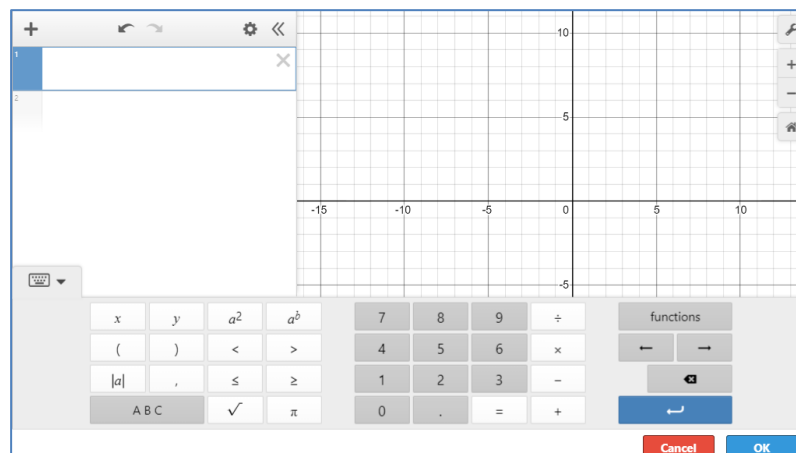 1
2
10
5
-15 -10 -5 0 5 10
-5
x y a² aᵇ 7 8 9 ÷ functions
( ) < > 4 5 6 × ← →
|a| , ≤ ≥ 1 2 3 −
A B C √ π 0 . = +
Cancel OK